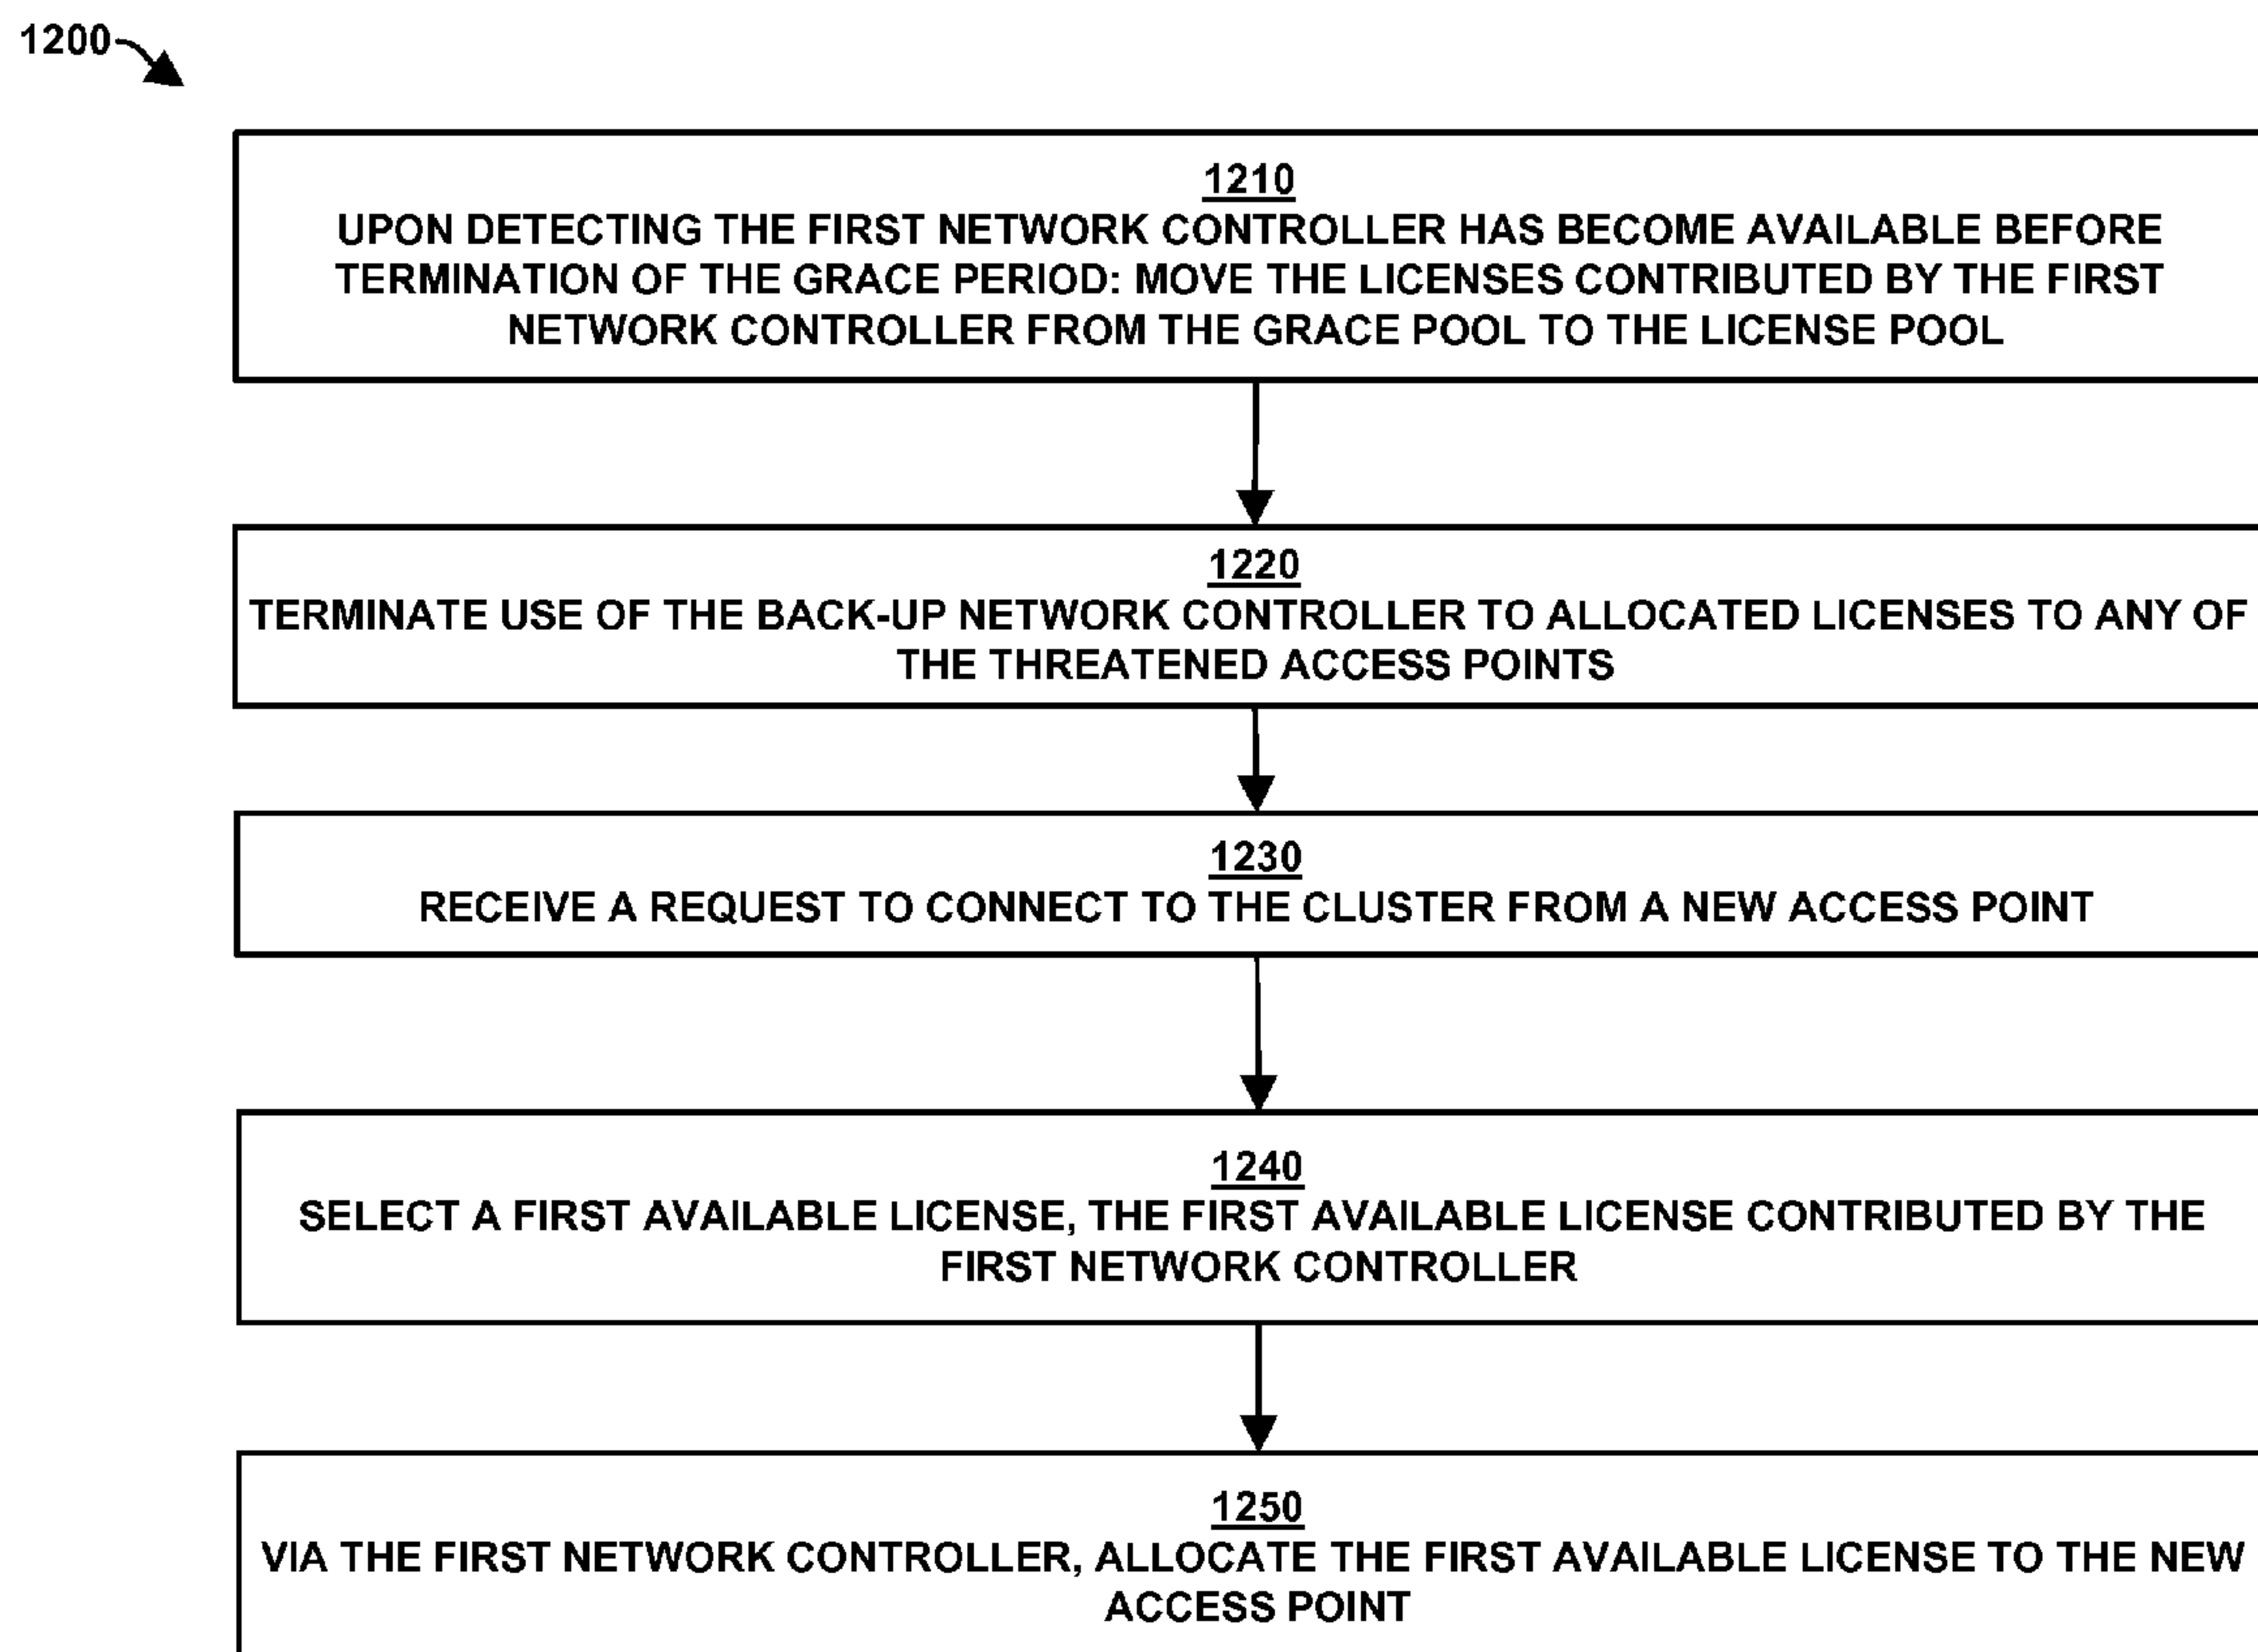 1200
1210
UPON DETECTING THE FIRST NETWORK CONTROLLER HAS BECOME AVAILABLE BEFORE
TERMINATION OF THE GRACE PERIOD: MOVE THE LICENSES CONTRIBUTED BY THE FIRST
NETWORK CONTROLLER FROM THE GRACE POOL TO THE LICENSE POOL
1220
TERMINATE USE OF THE BACK-UP NETWORK CONTROLLER TO ALLOCATED LICENSES TO ANY OF
THE THREATENED ACCESS POINTS
1230
RECEIVE A REQUEST TO CONNECT TO THE CLUSTER FROM A NEW ACCESS POINT
1240
SELECT A FIRST AVAILABLE LICENSE, THE FIRST AVAILABLE LICENSE CONTRIBUTED BY THE
FIRST NETWORK CONTROLLER
1250
VIA THE FIRST NETWORK CONTROLLER, ALLOCATE THE FIRST AVAILABLE LICENSE TO THE NEW
ACCESS POINT